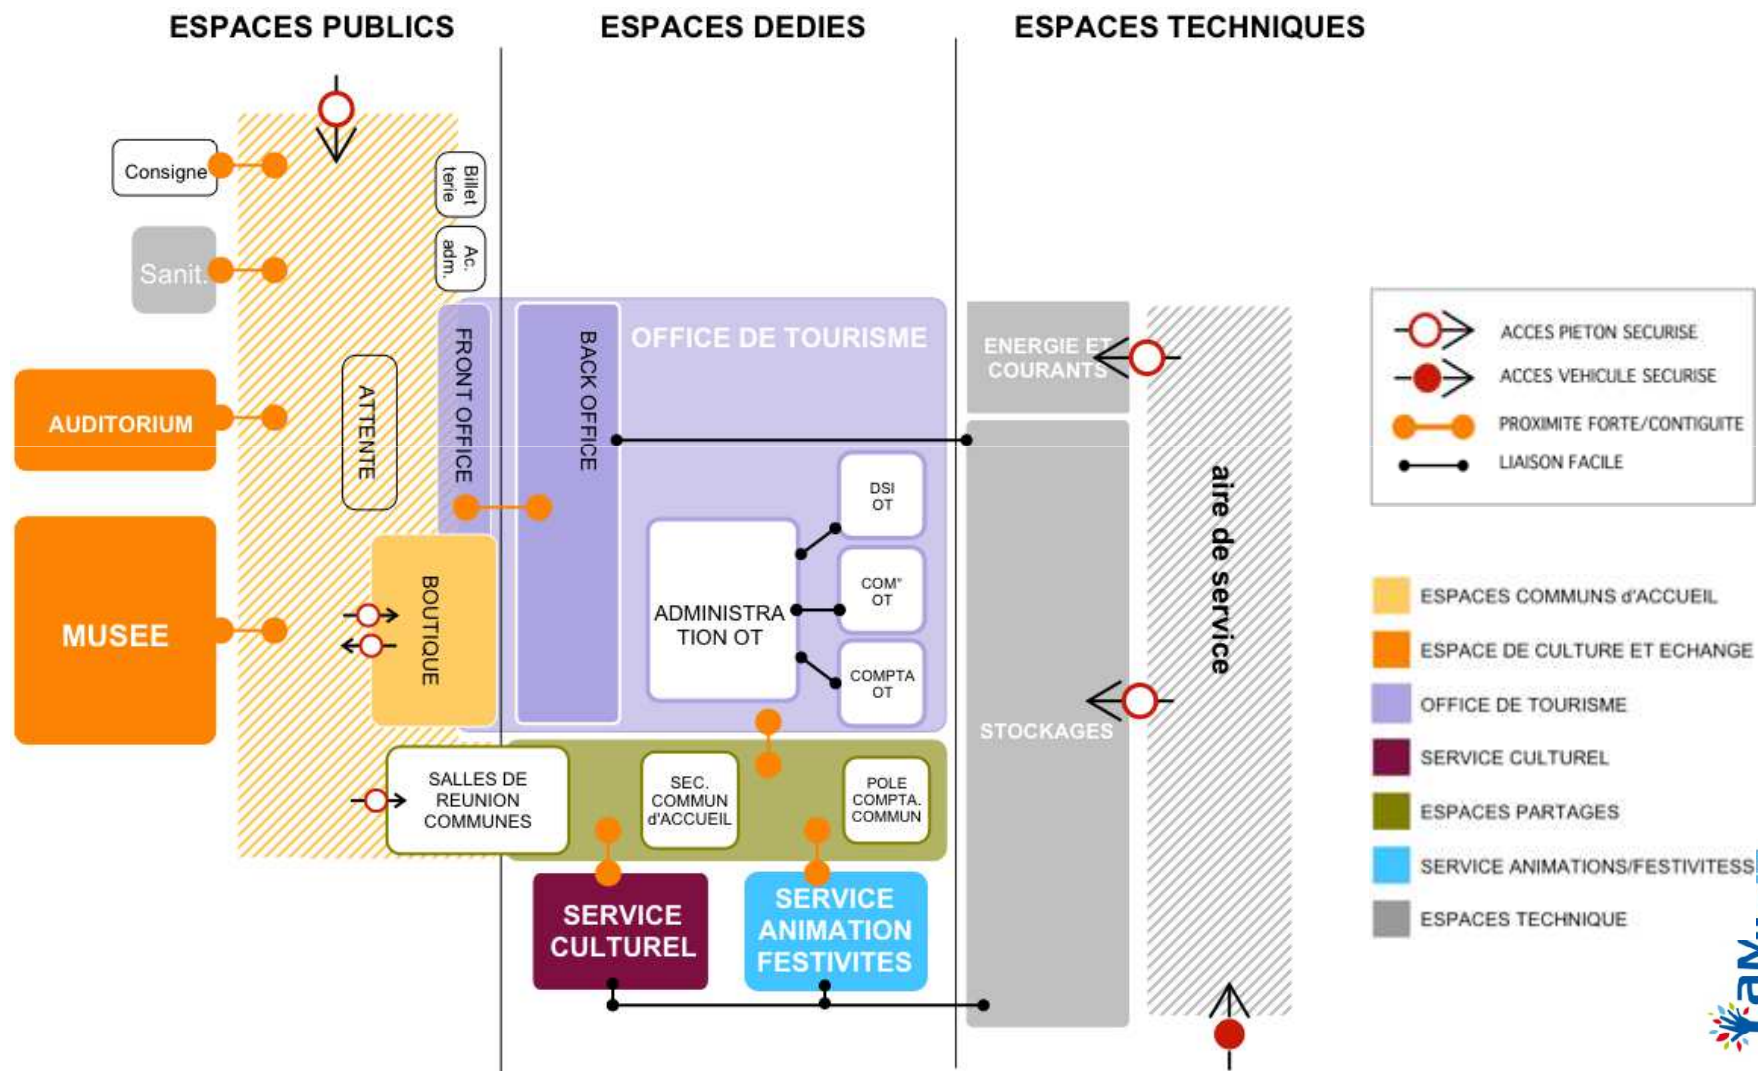 ESPACES PUBLICS
ESPACES DEDIES
ESPACES TECHNIQUES
Consigne
Billet
terie
Sanit.
Ac.
adm.
AUDITORIUM
ATTENTE
FRONT OFFICE
BACK OFFICE
OFFICE DE TOURISME
DSI
OT
COM°
OT
COMPTA
OT
ADMINISTRA
TION OT
MUSEE
BOUTIQUE
SALLES DE
REUNION
COMMUNES
SEC.
COMMUN
d'ACCUEIL
POLE
COMPTA.
COMMUN
SERVICE
CULTUREL
SERVICE
ANIMATION
FESTIVITES
ENERGIE ET
COURANTS
STOCKAGES
aire de service
ACCES PIETON SECURISE
ACCES VEHICULE SECURISE
PROXIMITE FORTE/CONTIGUITE
LIAISON FACILE
ESPACES COMMUNS d'ACCUEIL
ESPACE DE CULTURE ET ECHANGE
OFFICE DE TOURISME
SERVICE CULTUREL
ESPACES PARTAGES
SERVICE ANIMATIONS/FESTIVITESS
ESPACES TECHNIQUE